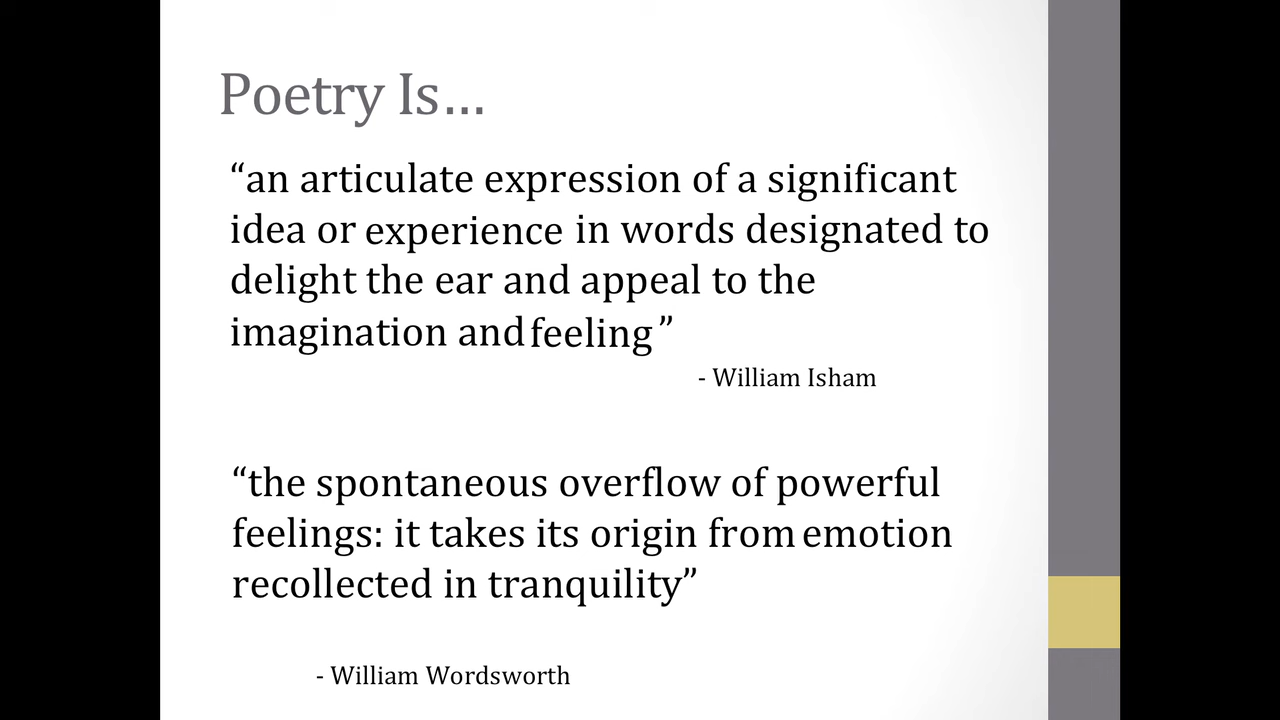 Poetry Is…
“an articulate expression of a significant
idea or experience in words designated to
delight the ear and appeal to the
imagination and feeling ”
- William Isham
“the spontaneous overflow of powerful
feelings: it takes its origin from emotion
recollected in tranquility”
- William Wordsworth